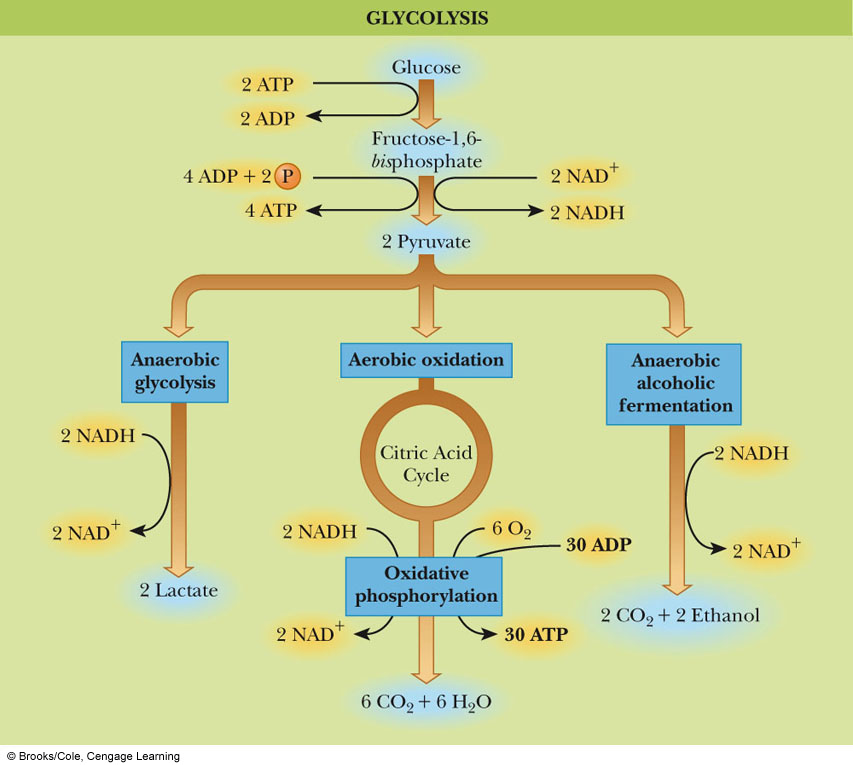 GLYCOLYSIS
Glucose
2 ATP
2 ADP
Fructose-1,6-
bisphosphate
4 ADP + 2 P
4 ATP
2 NAD⁺
2 NADH
2 Pyruvate
Anaerobic
glycolysis
2 NADH
2 NAD⁺
2 Lactate
Aerobic oxidation
Citric Acid
Cycle
2 NADH
6 O₂
30 ADP
Oxidative
phosphorylation
2 NAD⁺
30 ATP
6 CO₂ + 6 H₂O
Anaerobic
alcoholic
fermentation
2 NADH
2 NAD⁺
2 CO₂ + 2 Ethanol
© Brooks/Cole, Cengage Learning